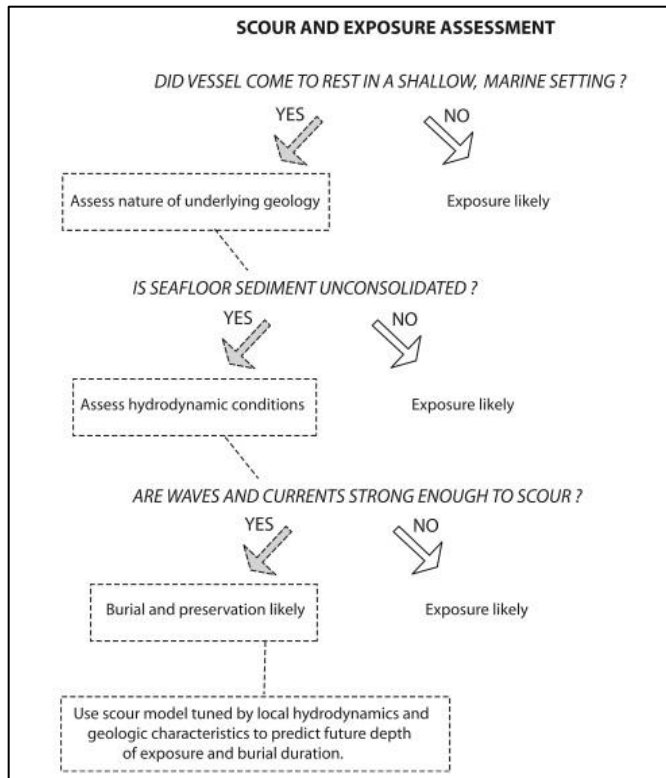 SCOUR AND EXPOSURE ASSESSMENT
DID VESSEL COME TO REST IN A SHALLOW, MARINE SETTING ?
YES
NO
Assess nature of underlying geology
Exposure likely
IS SEAFLOOR SEDIMENT UNCONSOLIDATED ?
YES
NO
Assess hydrodynamic conditions
Exposure likely
ARE WAVES AND CURRENTS STRONG ENOUGH TO SCOUR ?
YES
NO
Burial and preservation likely
Exposure likely
Use scour model tuned by local hydrodynamics and
geologic characteristics to predict future depth
of exposure and burial duration.